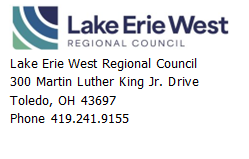 Lake Erie West
REGIONAL COUNCIL
Lake Erie West Regional Council
300 Martin Luther King Jr. Drive
Toledo, OH 43697
Phone 419.241.9155